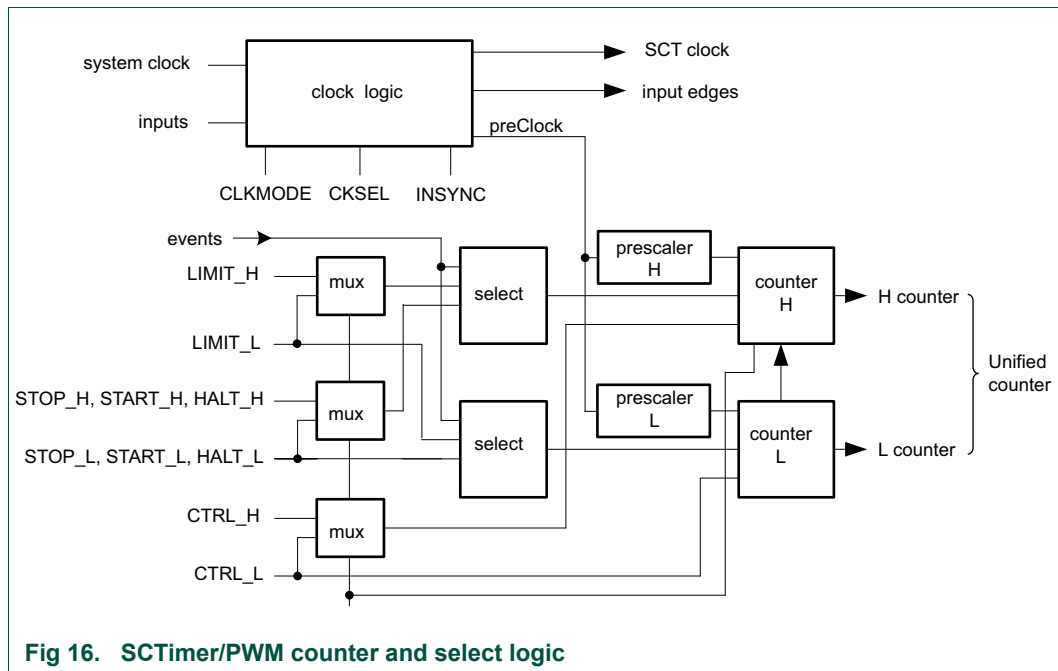 system clock
inputs
clock logic
SCT clock
input edges
preClock
CLKMODE
CKSEL
INSYNC
events
LIMIT_H
mux
select
prescaler
H
counter
H
H counter
LIMIT_L
Unified
counter
STOP_H, START_H, HALT_H
mux
prescaler
L
STOP_L, START_L, HALT_L
select
counter
L
L counter
CTRL_H
mux
CTRL_L
Fig 16. SCTimer/PWM counter and select logic